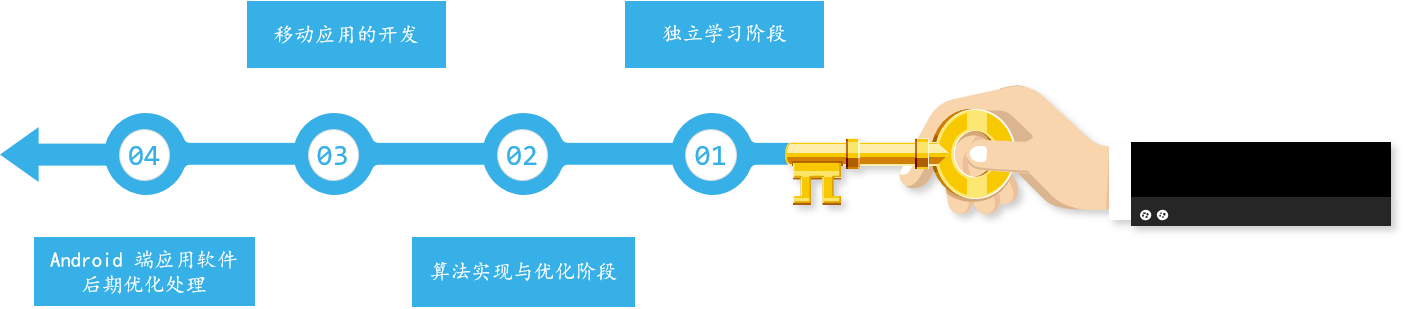 移动应用的开发
独立学习阶段
04
03
02
01
Android 端应用软件
后期优化处理
算法实现与优化阶段